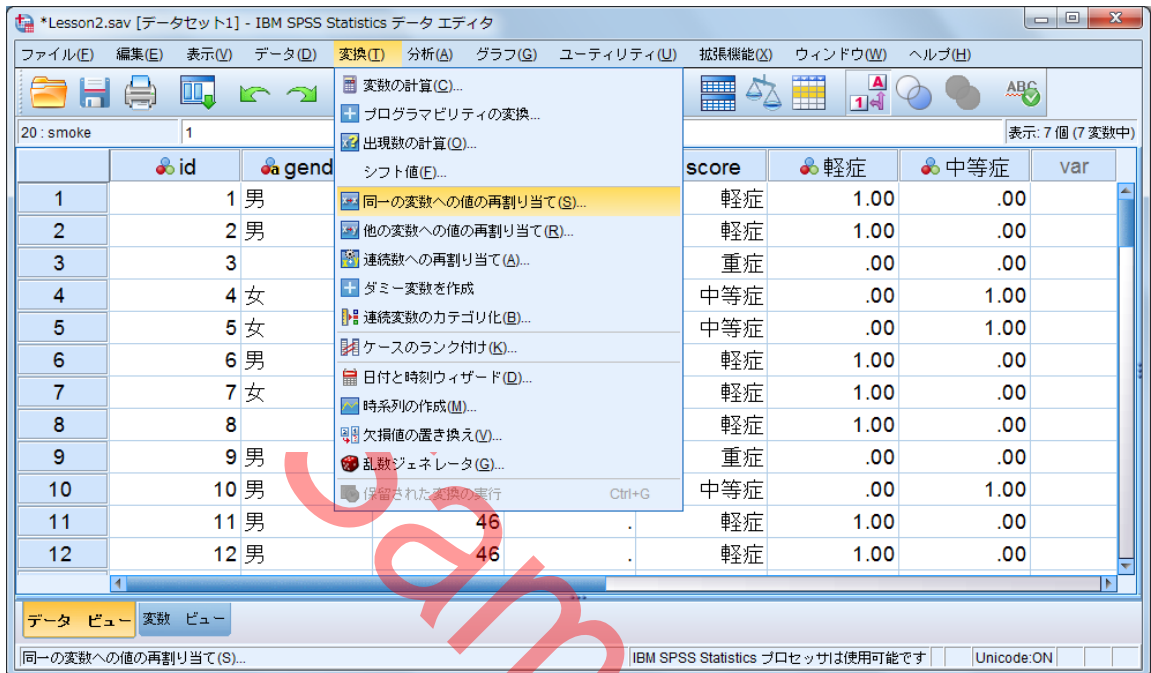 *Lesson2.sav [データセット1] - IBM SPSS Statistics データ エディタ
ファイル(F) 編集(E) 表示(V) データ(D) 変換(T) 分析(A) グラフ(G) ユーティリティ(U) 拡張機能(X) ウィンドウ(W) ヘルプ(H)
20 : smoke 1 表示: 7 個 (7 変数中)
変数の計算(C)...
プログラマビリティの変換...
出現数の計算(O)...
シフト値(F)...
同一の変数への値の再割り当て(S)...
他の変数への値の再割り当て(R)...
連続数への再割り当て(A)...
ダミー変数を作成
連続変数のカテゴリ化(B)...
ケースのランク付け(K)...
日付と時刻ウィザード(D)...
時系列の作成(M)...
欠損値の置き換え(V)...
乱数ジェネレータ(G)...
保留された変換の実行 Ctrl+G
id gend score 軽症 中等症 var
1 1 男 軽症 1.00 .00
2 2 男 軽症 1.00 .00
3 3 重症 .00 .00
4 4 女 中等症 .00 1.00
5 5 女 中等症 .00 1.00
6 6 男 軽症 1.00 .00
7 7 女 軽症 1.00 .00
8 8 軽症 1.00 .00
9 9 男 重症 .00 .00
10 10 男 中等症 .00 1.00
11 11 男 46 . 軽症 1.00 .00
12 12 男 46 . 軽症 1.00 .00
データ ビュー 変数 ビュー
同一の変数への値の再割り当て(S)... IBM SPSS Statistics プロセッサは使用可能です Unicode:ON